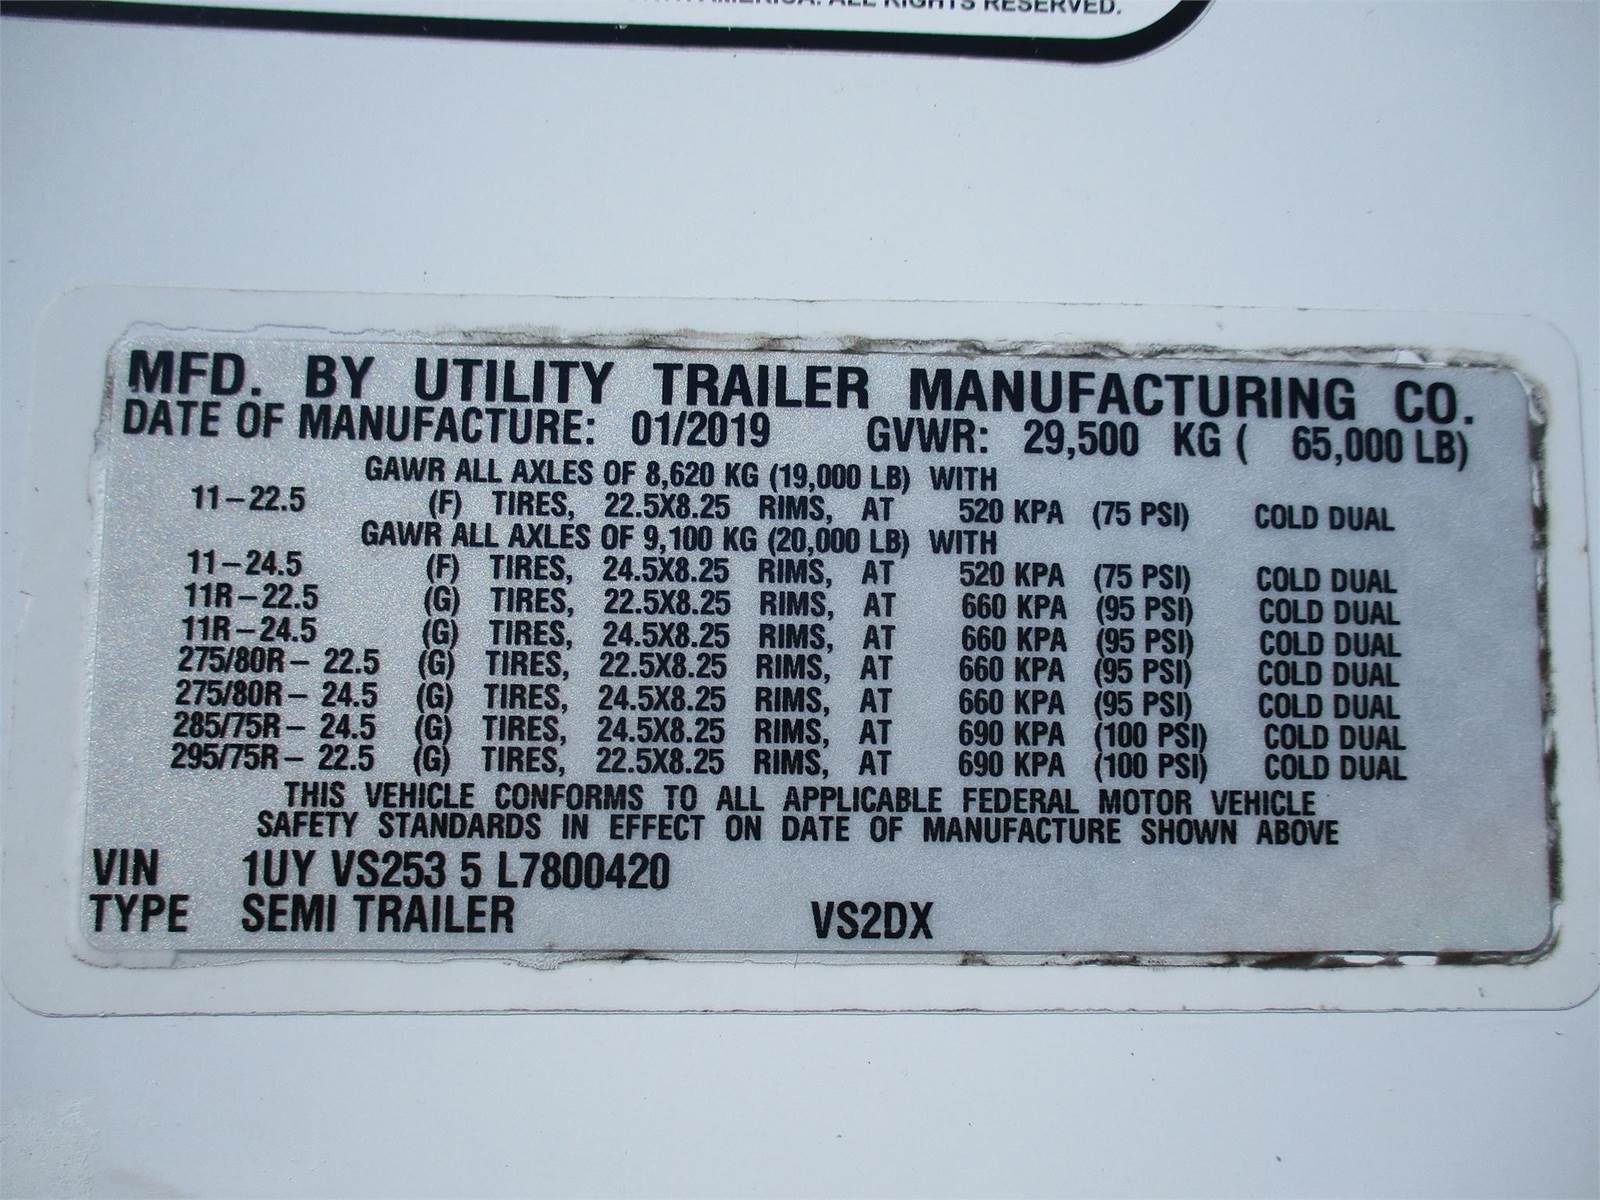 AMERICA. ALL RIGHTS RESERVED.
MFD. BY UTILITY TRAILER MANUFACTURING CO.
DATE OF MANUFACTURE: 01/2019 GVWR: 29,500 KG ( 65,000 LB)
GAWR ALL AXLES OF 8,620 KG (19,000 LB) WITH
11-22.5 (F) TIRES, 22.5X8.25 RIMS, AT 520 KPA (75 PSI) COLD DUAL
GAWR ALL AXLES OF 9,100 KG (20,000 LB) WITH
11-24.5 (F) TIRES, 24.5X8.25 RIMS, AT 520 KPA (75 PSI) COLD DUAL
11R-22.5 (G) TIRES, 22.5X8.25 RIMS, AT 660 KPA (95 PSI) COLD DUAL
11R-24.5 (G) TIRES, 24.5X8.25 RIMS, AT 660 KPA (95 PSI) COLD DUAL
275/80R- 22.5 (G) TIRES, 22.5X8.25 RIMS, AT 660 KPA (95 PSI) COLD DUAL
275/80R- 24.5 (G) TIRES, 24.5X8.25 RIMS, AT 660 KPA (95 PSI) COLD DUAL
285/75R- 24.5 (G) TIRES, 24.5X8.25 RIMS, AT 690 KPA (100 PSI) COLD DUAL
295/75R- 22.5 (G) TIRES, 22.5X8.25 RIMS, AT 690 KPA (100 PSI) COLD DUAL
THIS VEHICLE CONFORMS TO ALL APPLICABLE FEDERAL MOTOR VEHICLE
SAFETY STANDARDS IN EFFECT ON DATE OF MANUFACTURE SHOWN ABOVE
VIN 1UY VS253 5 L7800420
TYPE SEMI TRAILER VS2DX